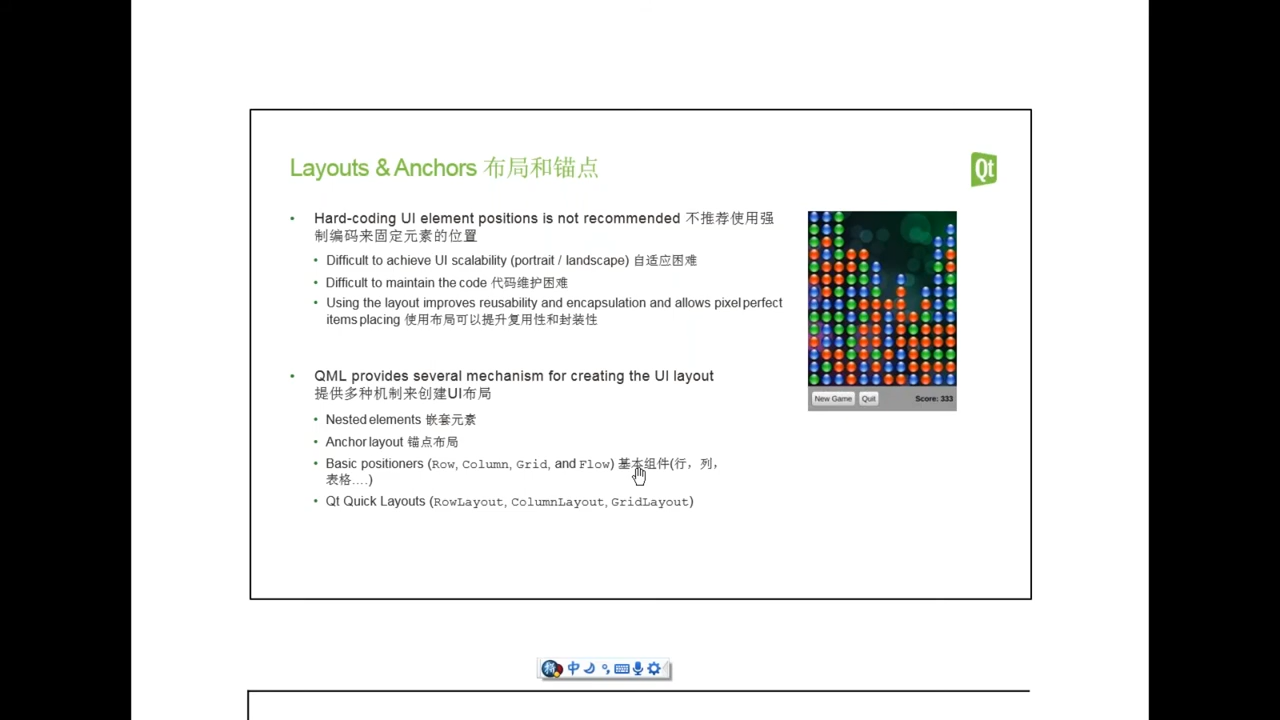 Layouts & Anchors 布局和锚点
Qt
• Hard-coding UI element positions is not recommended 不推荐使用强
制编码来固定元素的位置
• Difficult to achieve UI scalability (portrait / landscape) 自适应困难
• Difficult to maintain the code 代码维护困难
• Using the layout improves reusability and encapsulation and allows pixel perfect
items placing 使用布局可以提升复用性和封装性
New Game Quit Score: 333
• QML provides several mechanism for creating the UI layout
提供多种机制来创建UI布局
• Nested elements 嵌套元素
• Anchor layout 锚点布局
• Basic positioners (Row, Column, Grid, and Flow) 基本组件(行，列，
表格....)
• Qt Quick Layouts (RowLayout, ColumnLayout, GridLayout)
中